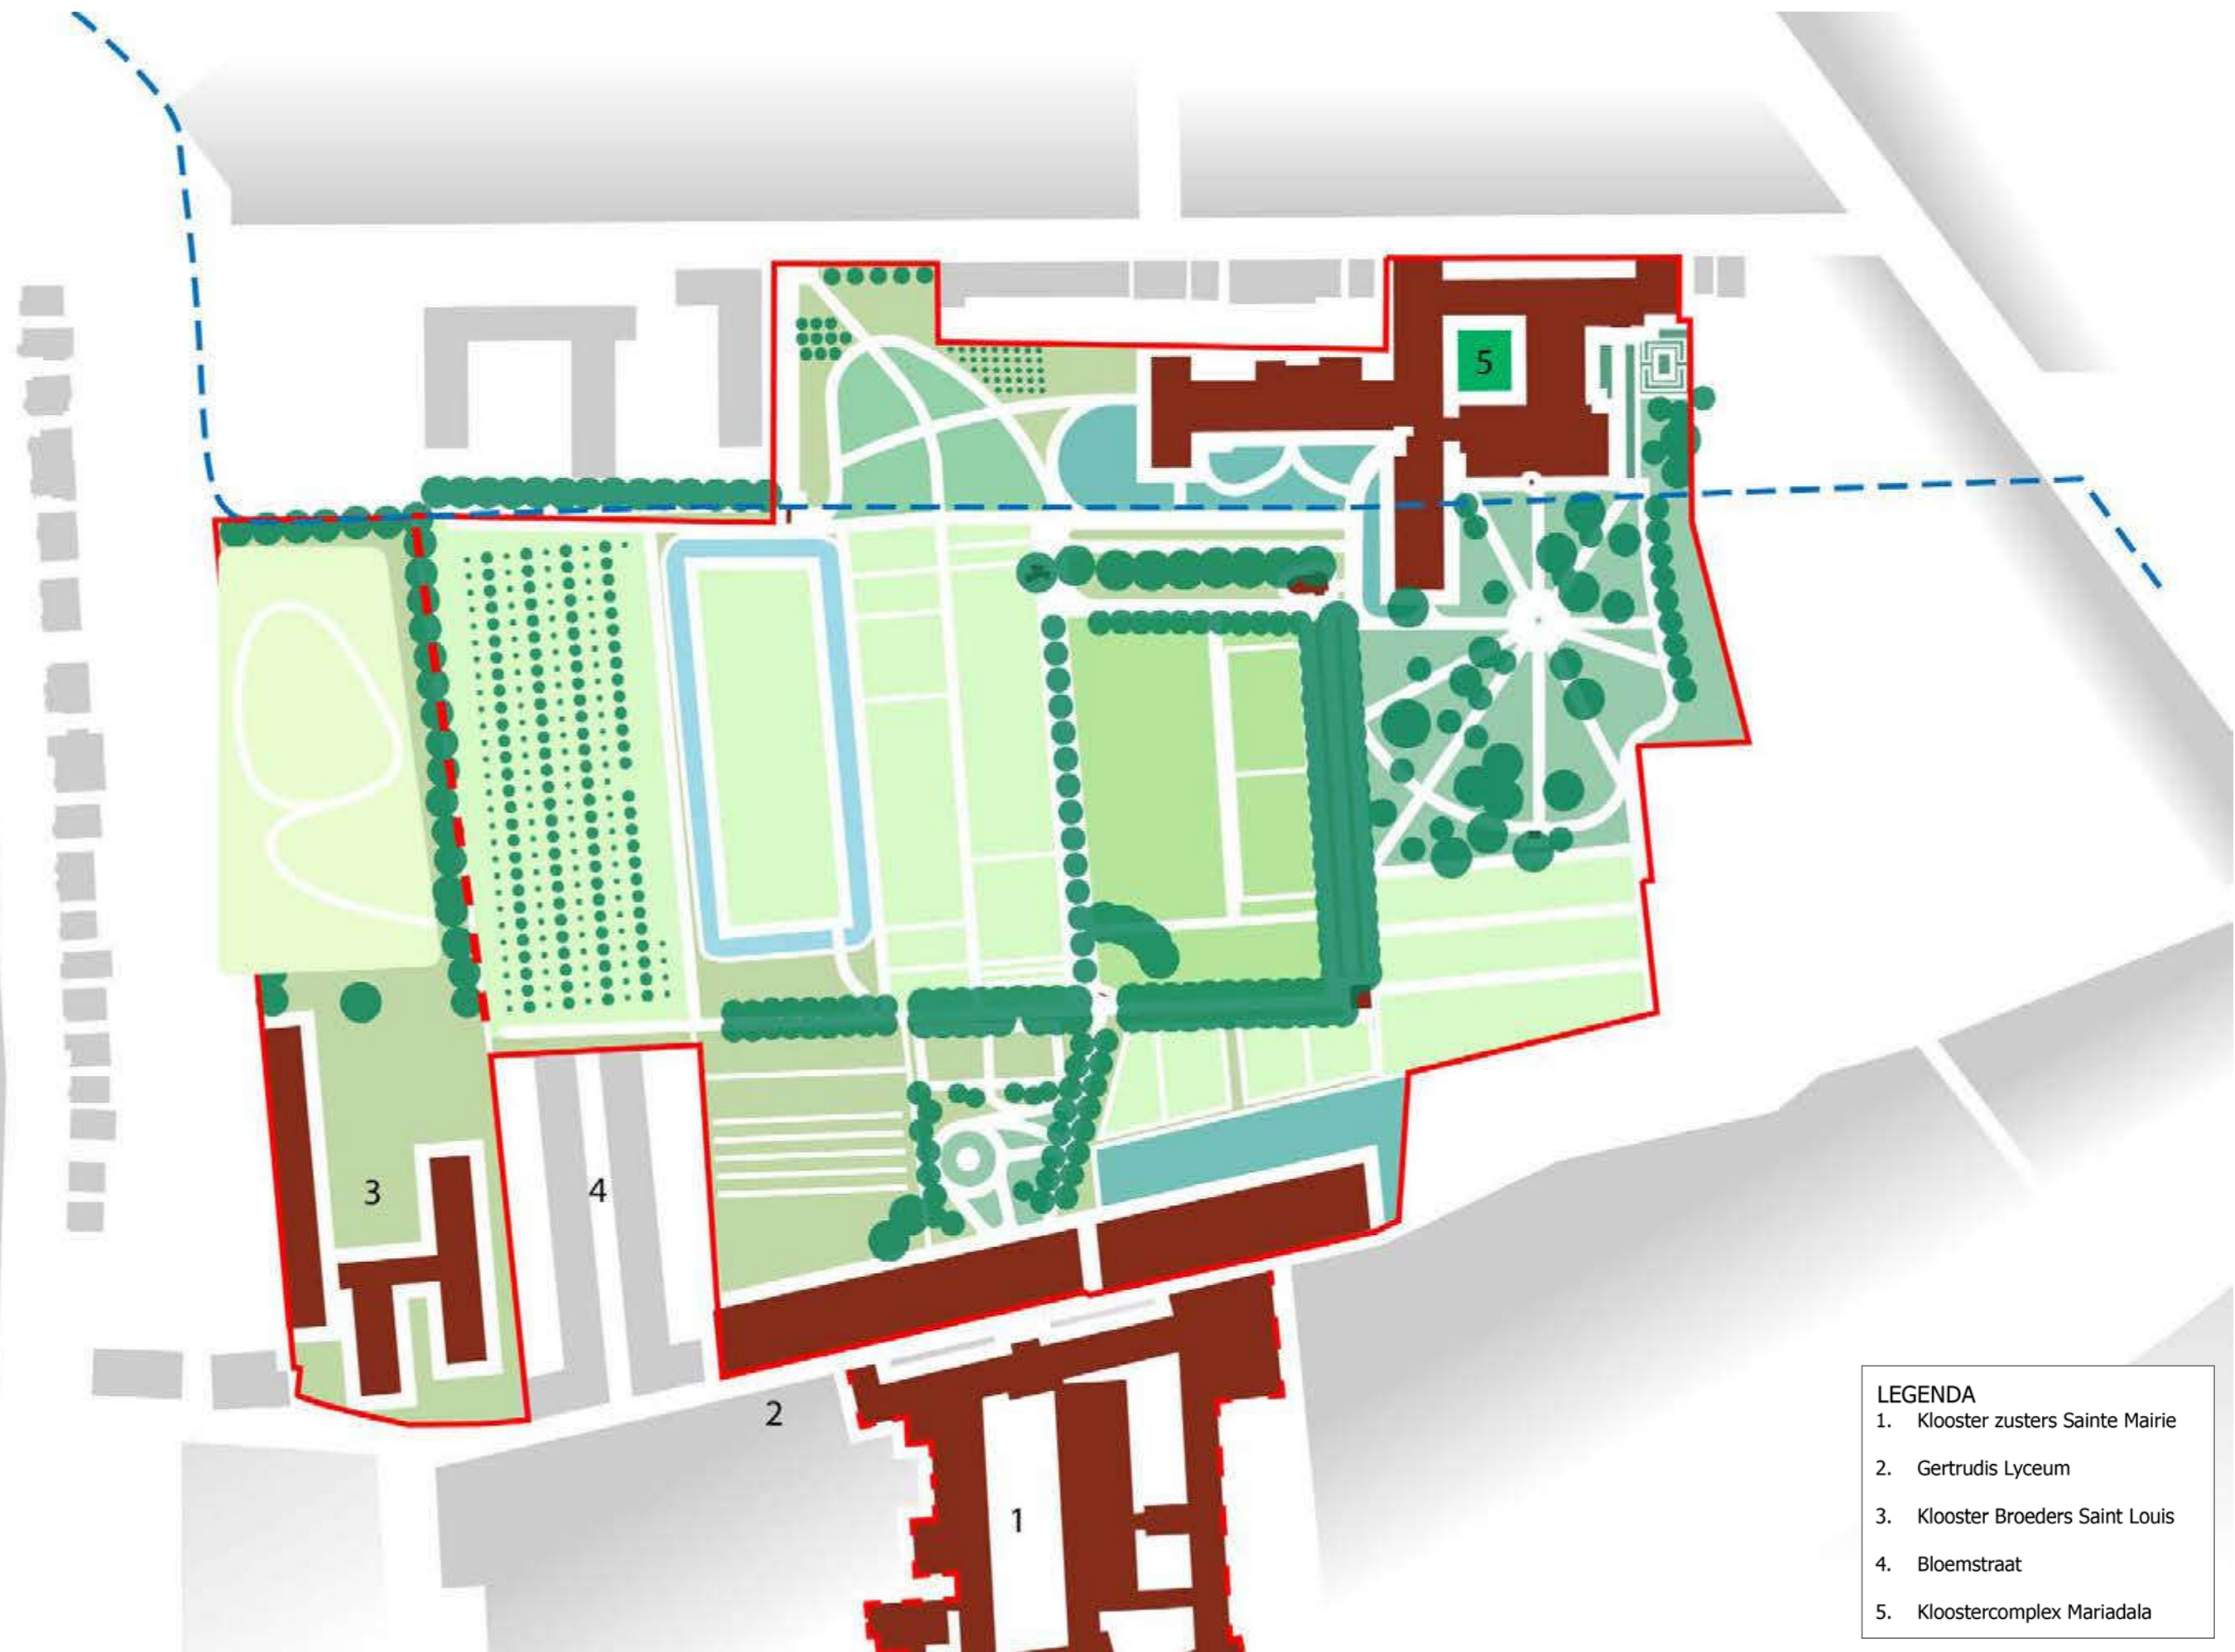 5
3
4
2
1
LEGENDA
1. Klooster zusters Sainte Mairie
2. Gertrudis Lyceum
3. Klooster Broeders Saint Louis
4. Bloemstraat
5. Kloostercomplex Mariadala